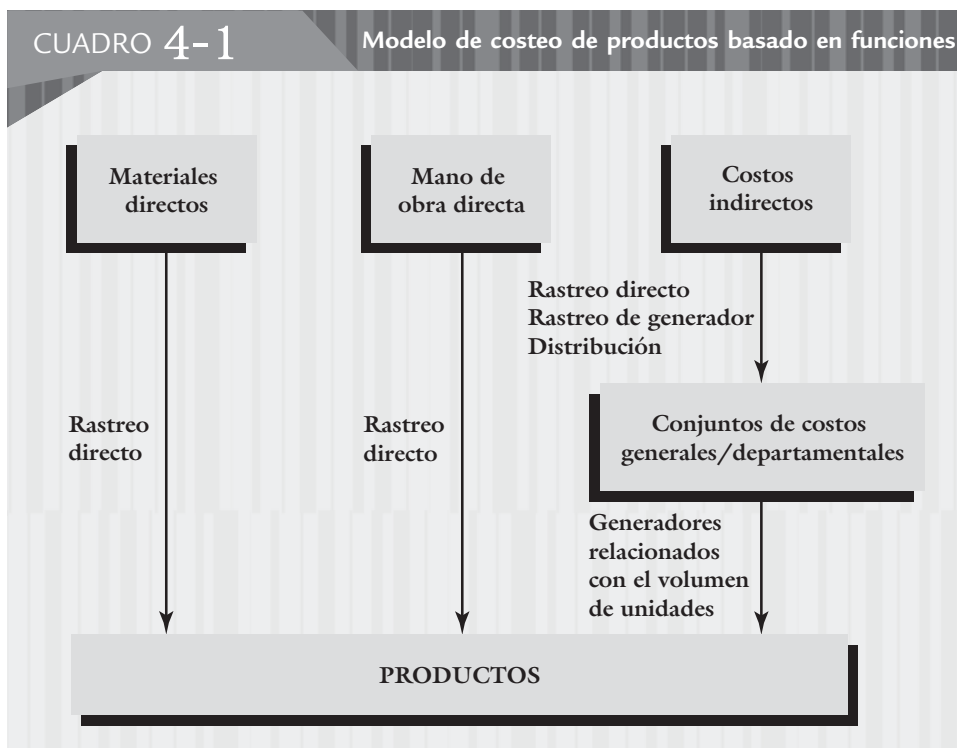 CUADRO 4-1
Modelo de costeo de productos basado en funciones
Materiales
directos
Mano de
obra directa
Costos
indirectos
Rastreo directo
Rastreo de generador
Distribución
Rastreo
directo
Rastreo
directo
Conjuntos de costos
generales/departamentales
Generadores
relacionados
con el volumen
de unidades
PRODUCTOS